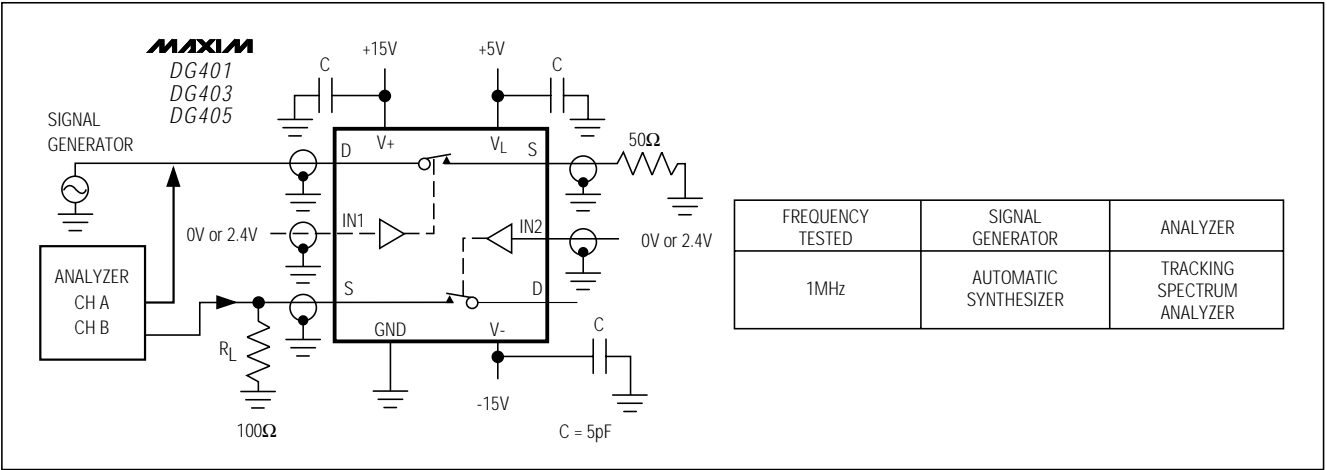 MAXIM
DG401
DG403
DG405
+15V
+5V
C
C
SIGNAL
GENERATOR
D
V+
VL
S
50Ω
0V or 2.4V
IN1
IN2
0V or 2.4V
ANALYZER
CH A
CH B
S
D
GND
V-
C
RL
100Ω
-15V
C = 5pF
FREQUENCY
TESTED
SIGNAL
GENERATOR
ANALYZER
1MHz
AUTOMATIC
SYNTHESIZER
TRACKING
SPECTRUM
ANALYZER